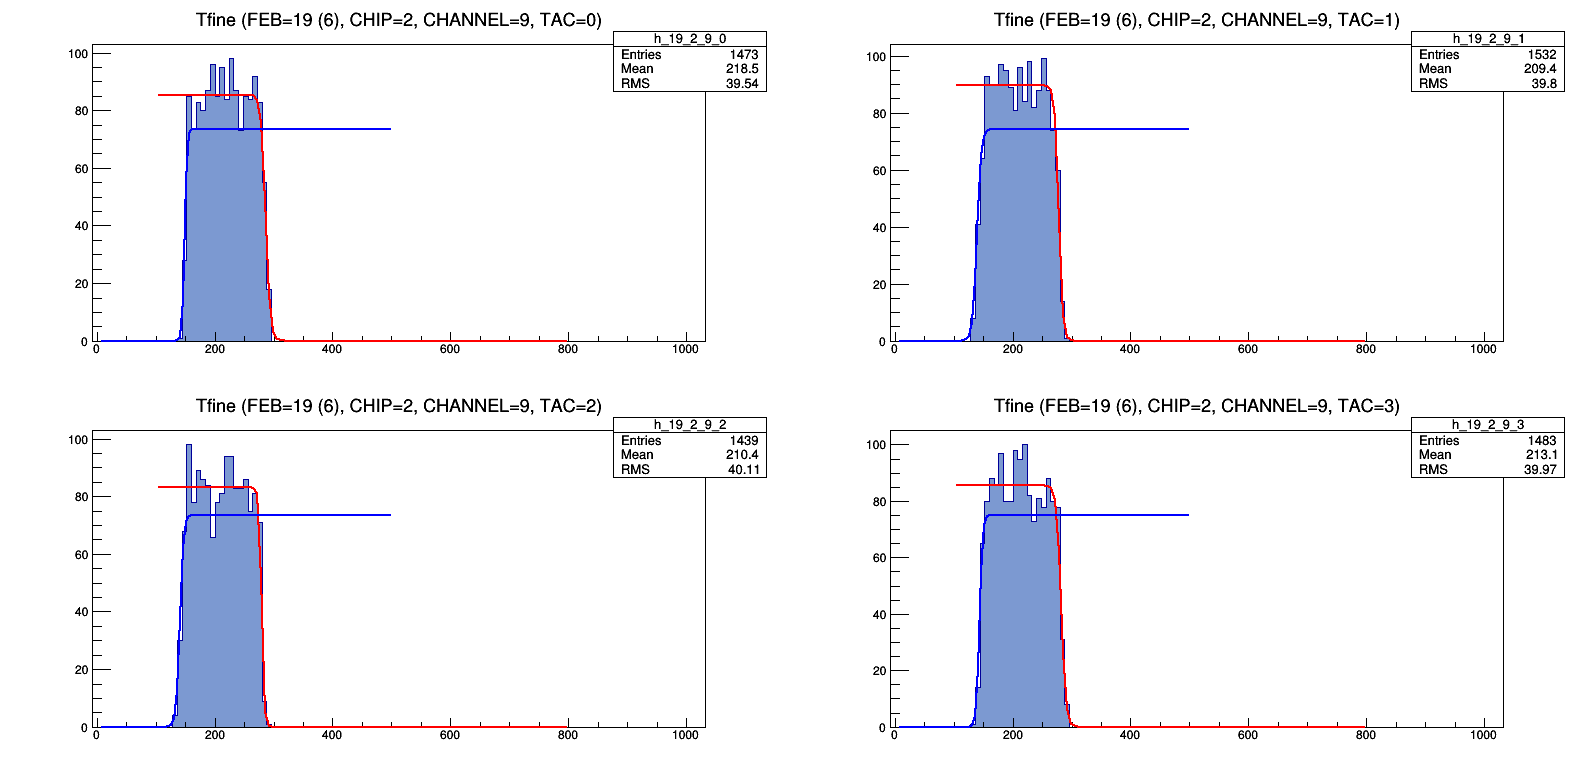 Tfine (FEB=19 (6), CHIP=2, CHANNEL=9, TAC=0)
h_19_2_9_0
Entries 1473
Mean 218.5
RMS 39.54
100
80
60
40
20
0
0 200 400 600 800 1000
Tfine (FEB=19 (6), CHIP=2, CHANNEL=9, TAC=1)
h_19_2_9_1
Entries 1532
Mean 209.4
RMS 39.8
100
80
60
40
20
0
0 200 400 600 800 1000
Tfine (FEB=19 (6), CHIP=2, CHANNEL=9, TAC=2)
h_19_2_9_2
Entries 1439
Mean 210.4
RMS 40.11
100
80
60
40
20
0
0 200 400 600 800 1000
Tfine (FEB=19 (6), CHIP=2, CHANNEL=9, TAC=3)
h_19_2_9_3
Entries 1483
Mean 213.1
RMS 39.97
100
80
60
40
20
0
0 200 400 600 800 1000